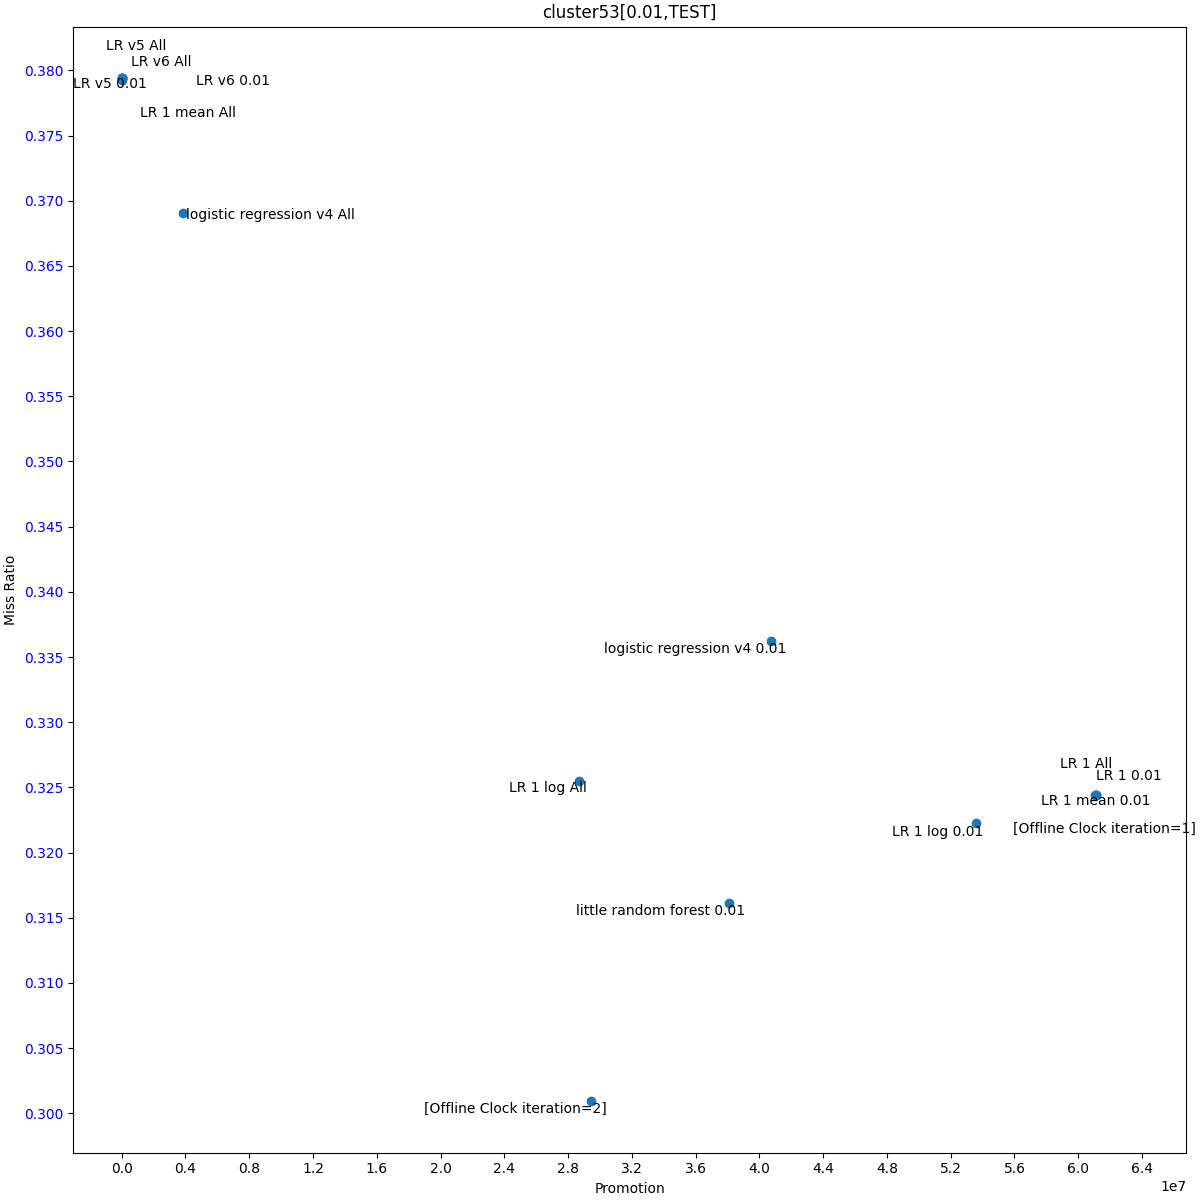 cluster53[0.01,TEST]
LR v5 All
LR v6 All
LR v5 0.01
LR v6 0.01
LR 1 mean All
logistic regression v4 All
logistic regression v4 0.01
LR 1 log All
LR 1 All
LR 1 0.01
LR 1 mean 0.01
LR 1 log 0.01
[Offline Clock iteration=1]
little random forest 0.01
[Offline Clock iteration=2]
Miss Ratio
0.380
0.375
0.370
0.365
0.360
0.355
0.350
0.345
0.340
0.335
0.330
0.325
0.320
0.315
0.310
0.305
0.300
0.0 0.4 0.8 1.2 1.6 2.0 2.4 2.8 3.2 3.6 4.0 4.4 4.8 5.2 5.6 6.0 6.4
1e7
Promotion